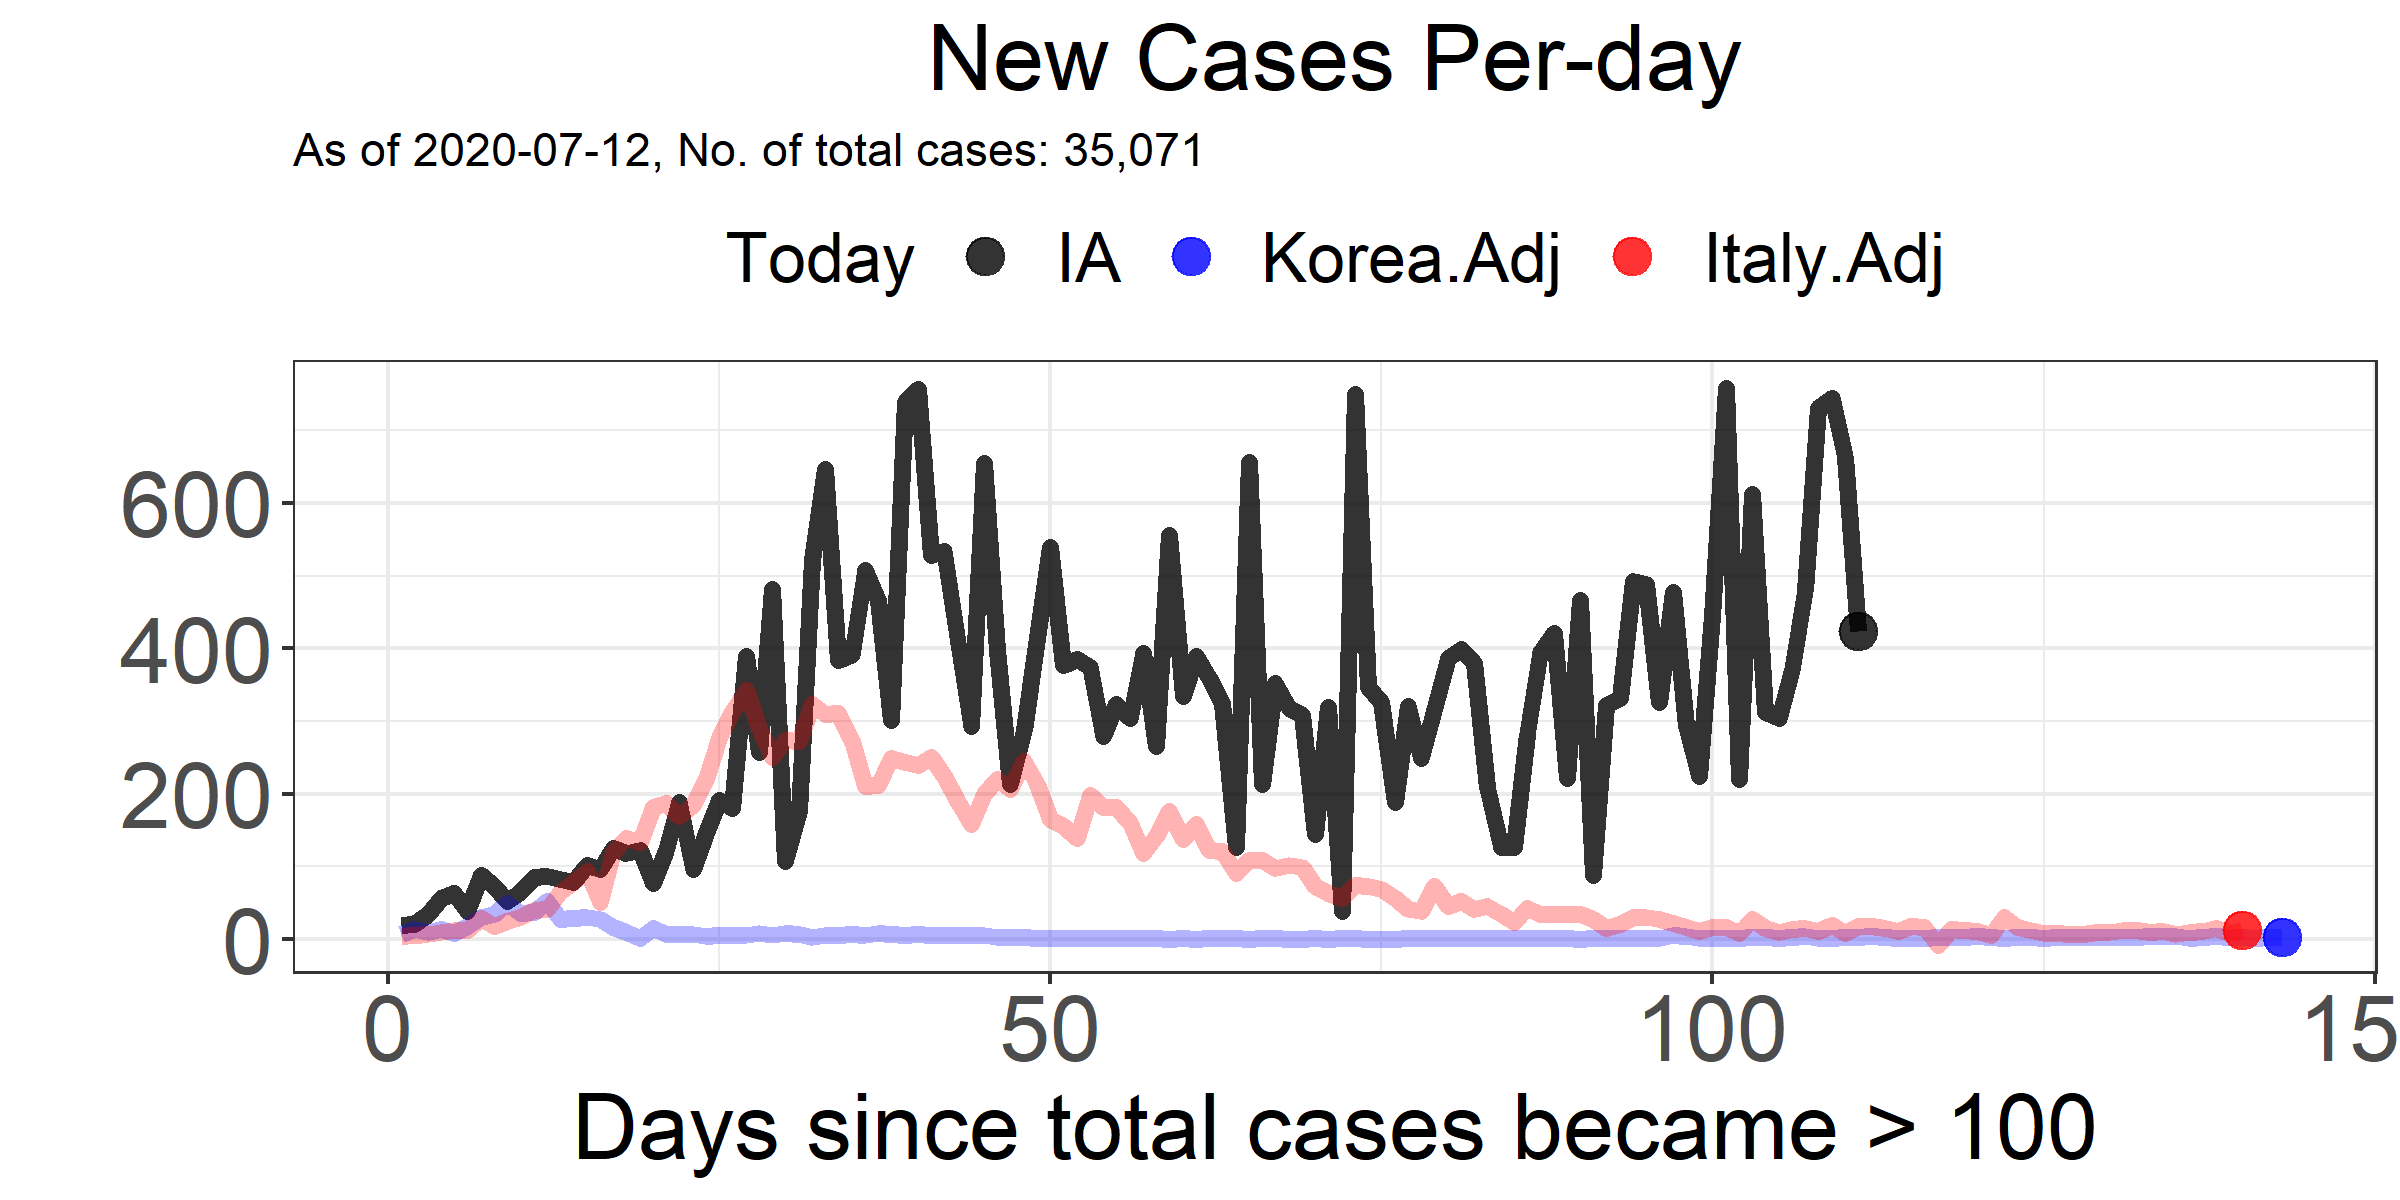 New Cases Per-day
As of 2020-07-12, No. of total cases: 35,071
Today IA Korea.Adj Italy.Adj
600
400
200
0
0 50 100 15
Days since total cases became > 100